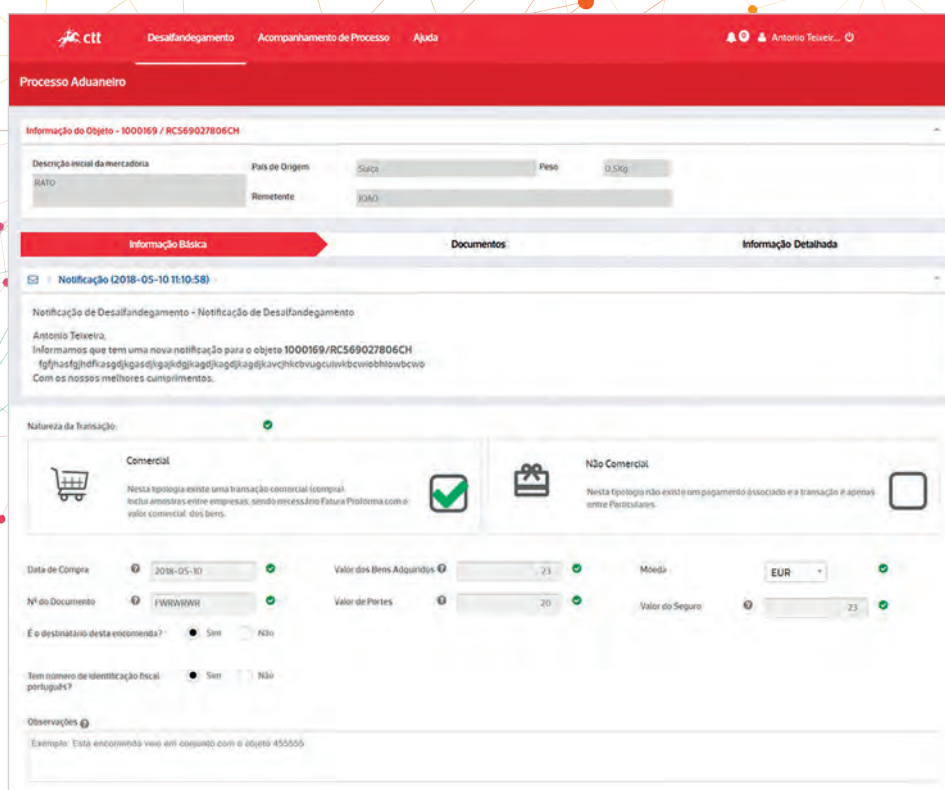 ctt
Desalfandegamento Acompanhamento de Processo Ajuda 0 Antonio Teixeir...
Processo Aduaneiro
Informação do Objeto - 1000169 / RC569027806CH
Descrição inicial da mercadoria País de Origem Suíça Peso 0,5Kg
RATO
Remetente JOAO
Informação Básica Documentos Informação Detalhada
Notificação (2018-05-10 11:10:58)
Notificação de Desalfandegamento - Notificação de Desalfandegamento
Antonio Teixeira,
Informamos que tem uma nova notificação para o objeto 1000169/RC569027806CH
Com os nossos melhores cumprimentos.
Natureza da Transação:
Comercial
Nesta tipologia existe uma transação comercial (compra).
Inclui amostras entre empresas, sendo necessário Fatura Proforma com o
valor comercial dos bens.
Não Comercial
Nesta tipologia não existe um pagamento associado e a transação é apenas
entre Particulares.
Data de Compra 2018-05-10 Valor dos Bens Adquiridos 23 Moeda EUR
Nº do Documento FWRWRWR Valor de Portes 20 Valor do Seguro 23
É o destinatário desta encomenda? Sim Não
Tem número de identificação fiscal Sim Não
português?
Observações
Exemplo: Esta encomenda veio em conjunto com o objeto 455555